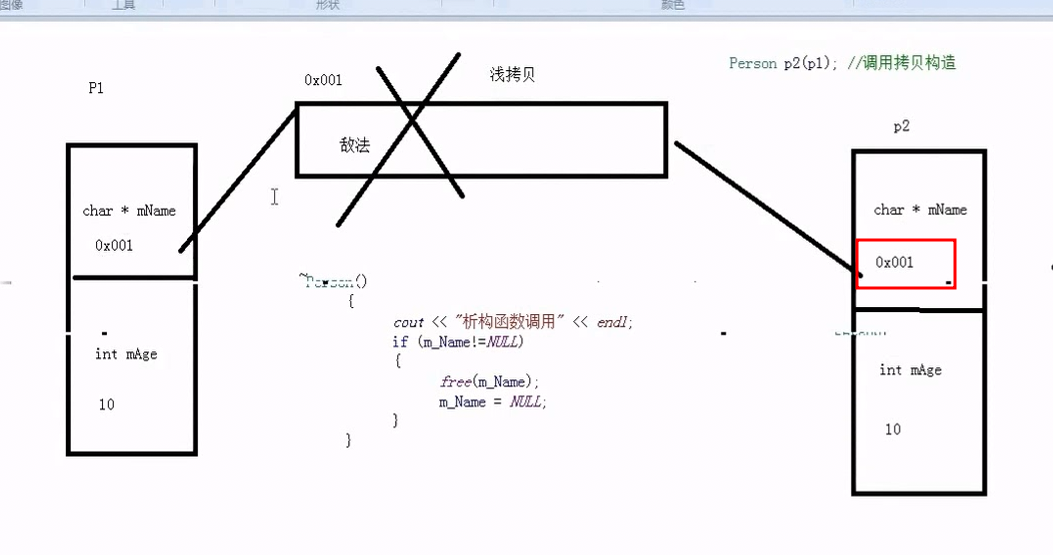 图像
工具
形状
颜色
Person p2(p1); //调用拷贝构造
浅拷贝
0x001
P1
p2
敌法
char * mName
0x001
char * mName
0x001
~Person()
{
cout << "析构函数调用" << endl;
if (m_Name!=NULL)
{
free(m_Name);
m_Name = NULL;
}
}
int mAge
10
int mAge
10